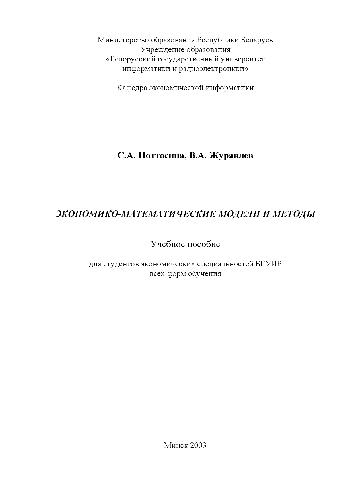 Министерство образования Республики Беларусь
Учреждение образования
«Белорусский государственный университет
информатики и радиоэлектроники»
Кафедра экономической информатики
С.А. Поттосина, В.А. Журавлев
ЭКОНОМИКО-МАТЕМАТИЧЕСКИЕ МОДЕЛИ И МЕТОДЫ
Учебное пособие
для студентов экономических специальностей БГУИР
всех форм обучения
Минск 2003